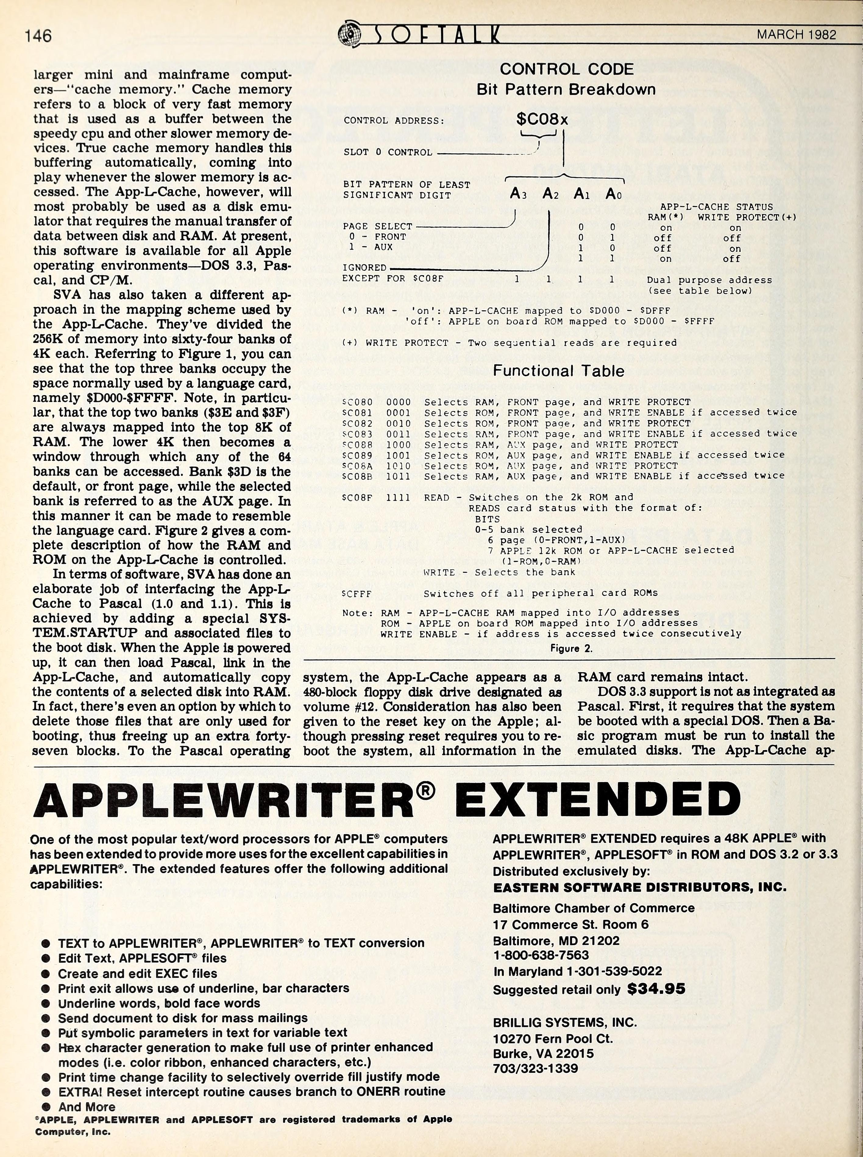 146
SOFTALK
MARCH 1982
larger mini and mainframe comput-
ers—"cache memory." Cache memory
refers to a block of very fast memory
that is used as a buffer between the
speedy cpu and other slower memory de-
vices. True cache memory handles this
buffering automatically, coming into
play whenever the slower memory is ac-
cessed. The App-L-Cache, however, will
most probably be used as a disk emu-
lator that requires the manual transfer of
data between disk and RAM. At present,
this software is available for all Apple
operating environments—DOS 3.3, Pas-
cal, and CP/M.
SVA has also taken a different ap-
proach in the mapping scheme used by
the App-L-Cache. They've divided the
256K of memory into sixty-four banks of
4K each. Referring to Figure 1, you can
see that the top three banks occupy the
space normally used by a language card,
namely $D000-$FFFF. Note, in particu-
lar, that the top two banks ($3E and $3F)
are always mapped into the top 8K of
RAM. The lower 4K then becomes a
window through which any of the 64
banks can be accessed. Bank $3D is the
default, or front page, while the selected
bank is referred to as the AUX page. In
this manner it can be made to resemble
the language card. Figure 2 gives a com-
plete description of how the RAM and
ROM on the App-L-Cache is controlled.
In terms of software, SVA has done an
elaborate job of interfacing the App-L-
Cache to Pascal (1.0 and 1.1). This is
achieved by adding a special SYS-
TEM.STARTUP and associated files to
the boot disk. When the Apple is powered
up, it can then load Pascal, link in the
App-L-Cache, and automatically copy
the contents of a selected disk into RAM.
In fact, there's even an option by which to
delete those files that are only used for
booting, thus freeing up an extra forty-
seven blocks. To the Pascal operating
CONTROL CODE
Bit Pattern Breakdown
CONTROL ADDRESS: $C08x
SLOT 0 CONTROL
BIT PATTERN OF LEAST
SIGNIFICANT DIGIT A3 A2 A1 A0
APP-L-CACHE STATUS
RAM(*) WRITE PROTECT(+)
PAGE SELECT 0 0 on on
0 - FRONT 0 1 off off
1 - AUX 1 0 off on
1 1 on off
IGNORED
EXCEPT FOR $C08F 1 1 1 1 Dual purpose address
(see table below)
(*) RAM - 'on': APP-L-CACHE mapped to $D000 - $DFFF
'off': APPLE on board ROM mapped to $D000 - $FFFF
(+) WRITE PROTECT - Two sequential reads are required
Functional Table
$C080 0000 Selects RAM, FRONT page, and WRITE PROTECT
$C081 0001 Selects ROM, FRONT page, and WRITE ENABLE if accessed twice
$C082 0010 Selects ROM, FRONT page, and WRITE PROTECT
$C083 0011 Selects RAM, FRONT page, and WRITE ENABLE if accessed twice
$C088 1000 Selects RAM, AUX page, and WRITE PROTECT
$C089 1001 Selects ROM, AUX page, and WRITE ENABLE if accessed twice
$C08A 1010 Selects ROM, AUX page, and WRITE PROTECT
$C08B 1011 Selects RAM, AUX page, and WRITE ENABLE if accessed twice
$C08F 1111 READ - Switches on the 2k ROM and
READS card status with the format of:
BITS
0-5 bank selected
6 page (0-FRONT,1-AUX)
7 APPLE 12k ROM or APP-L-CACHE selected
(1-ROM,0-RAM)
WRITE - Selects the bank
$CFFF Switches off all peripheral card ROMs
Note: RAM - APP-L-CACHE RAM mapped into I/O addresses
ROM - APPLE on board ROM mapped into I/O addresses
WRITE ENABLE - if address is accessed twice consecutively
Figure 2.
system, the App-L-Cache appears as a
480-block floppy disk drive designated as
volume #12. Consideration has also been
given to the reset key on the Apple; al-
though pressing reset requires you to re-
boot the system, all information in the
RAM card remains intact.
DOS 3.3 support is not as integrated as
Pascal. First, it requires that the system
be booted with a special DOS. Then a Ba-
sic program must be run to install the
emulated disks. The App-L-Cache ap-
APPLEWRITER® EXTENDED
One of the most popular text/word processors for APPLE® computers
has been extended to provide more uses for the excellent capabilities in
APPLEWRITER®. The extended features offer the following additional
capabilities:
● TEXT to APPLEWRITER®, APPLEWRITER® to TEXT conversion
● Edit Text, APPLESOFT® files
● Create and edit EXEC files
● Print exit allows use of underline, bar characters
● Underline words, bold face words
● Send document to disk for mass mailings
● Put symbolic parameters in text for variable text
● Hex character generation to make full use of printer enhanced
modes (i.e. color ribbon, enhanced characters, etc.)
● Print time change facility to selectively override fill justify mode
● EXTRA! Reset intercept routine causes branch to ONERR routine
● And More
®APPLE, APPLEWRITER and APPLESOFT are registered trademarks of Apple
Computer, Inc.
APPLEWRITER® EXTENDED requires a 48K APPLE® with
APPLEWRITER®, APPLESOFT® in ROM and DOS 3.2 or 3.3
Distributed exclusively by:
EASTERN SOFTWARE DISTRIBUTORS, INC.
Baltimore Chamber of Commerce
17 Commerce St. Room 6
Baltimore, MD 21202
1-800-638-7563
In Maryland 1-301-539-5022
Suggested retail only $34.95
BRILLIG SYSTEMS, INC.
10270 Fern Pool Ct.
Burke, VA 22015
703/323-1339